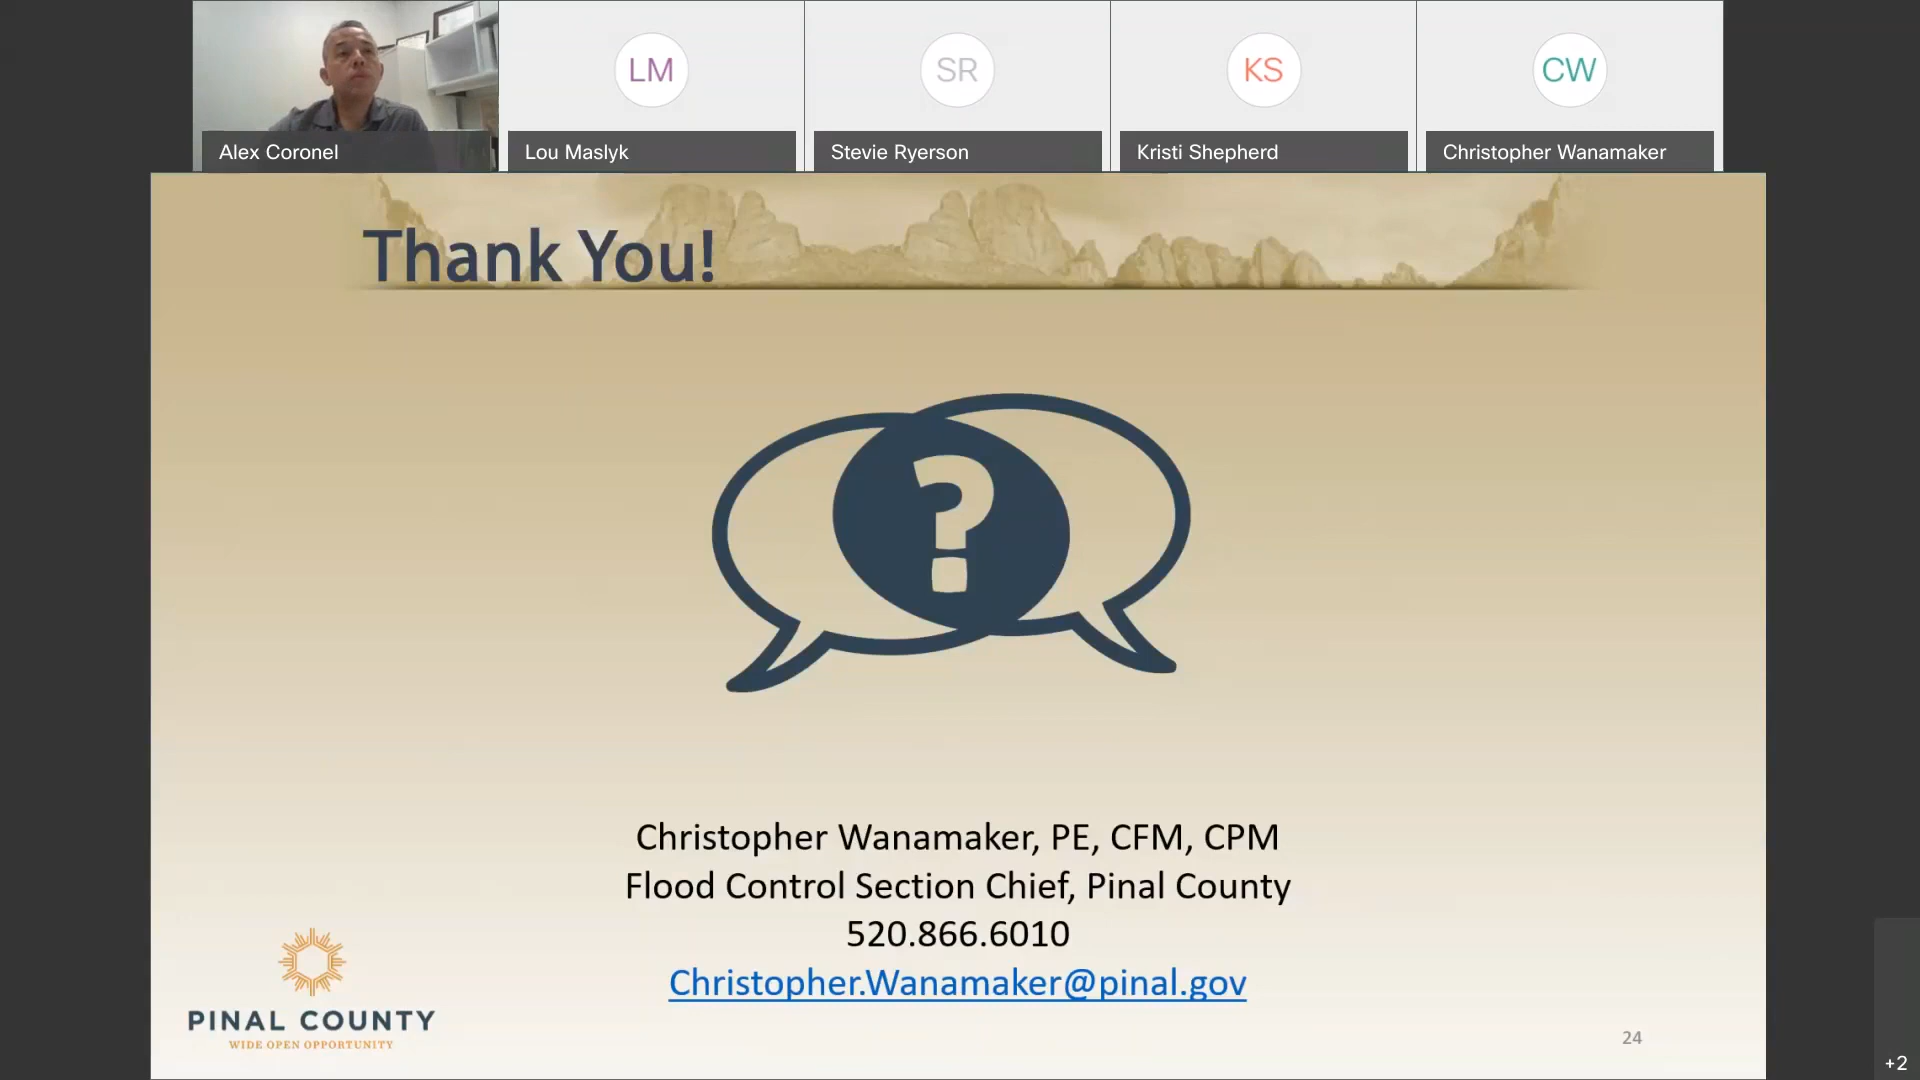 LM
SR
KS
CW
Alex Coronel
Lou Maslyk
Stevie Ryerson
Kristi Shepherd
Christopher Wanamaker
Thank You!
?
Christopher Wanamaker, PE, CFM, CPM
Flood Control Section Chief, Pinal County
520.866.6010
Christopher.Wanamaker@pinal.gov
PINAL COUNTY
WIDE OPEN OPPORTUNITY
24
+2